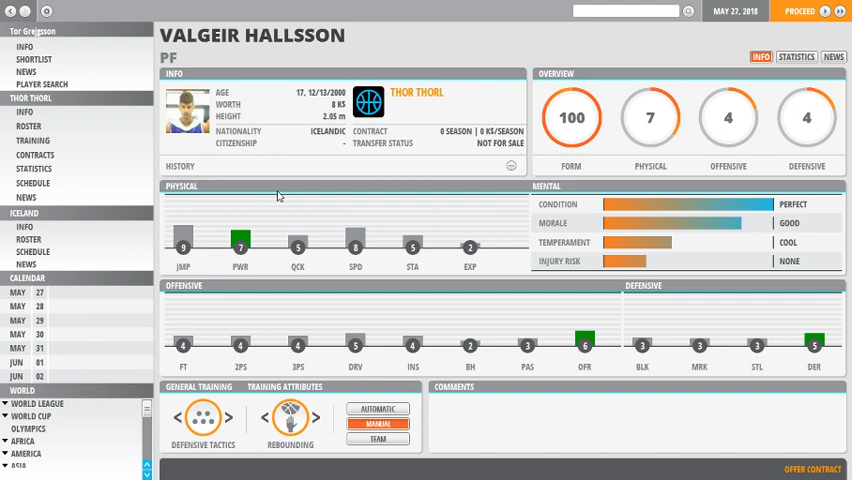 MAY 27, 2018
PROCEED
Tor Grejgsson
INFO
SHORTLIST
NEWS
PLAYER SEARCH
THOR THORL
INFO
ROSTER
TRAINING
CONTRACTS
STATISTICS
SCHEDULE
NEWS
ICELAND
INFO
ROSTER
SCHEDULE
NEWS
CALENDAR
MAY 27
MAY 28
MAY 29
MAY 30
MAY 31
JUN 01
JUN 02
WORLD
WORLD LEAGUE
WORLD CUP
OLYMPICS
AFRICA
AMERICA
ASIA
VALGEIR HALLSSON
PF
INFO STATISTICS NEWS
INFO
AGE 17, 12/13/2000
WORTH 8 K$
HEIGHT 2.05 m
NATIONALITY ICELANDIC
CITIZENSHIP -
THOR THORL
CONTRACT 0 SEASON | 0 K$/SEASON
TRANSFER STATUS NOT FOR SALE
HISTORY
OVERVIEW
100 7 4 4
FORM PHYSICAL OFFENSIVE DEFENSIVE
PHYSICAL
9 7 5 8 5 2
JMP PWR QCK SPD STA EXP
MENTAL
CONDITION PERFECT
MORALE GOOD
TEMPERAMENT COOL
INJURY RISK NONE
OFFENSIVE
4 4 4 5 4 2 3 6
FT 2PS 3PS DRV INS BH PAS OFR
DEFENSIVE
3 3 3 5
BLK MRK STL DER
GENERAL TRAINING TRAINING ATTRIBUTES
DEFENSIVE TACTICS REBOUNDING
AUTOMATIC
MANUAL
TEAM
COMMENTS
OFFER CONTRACT